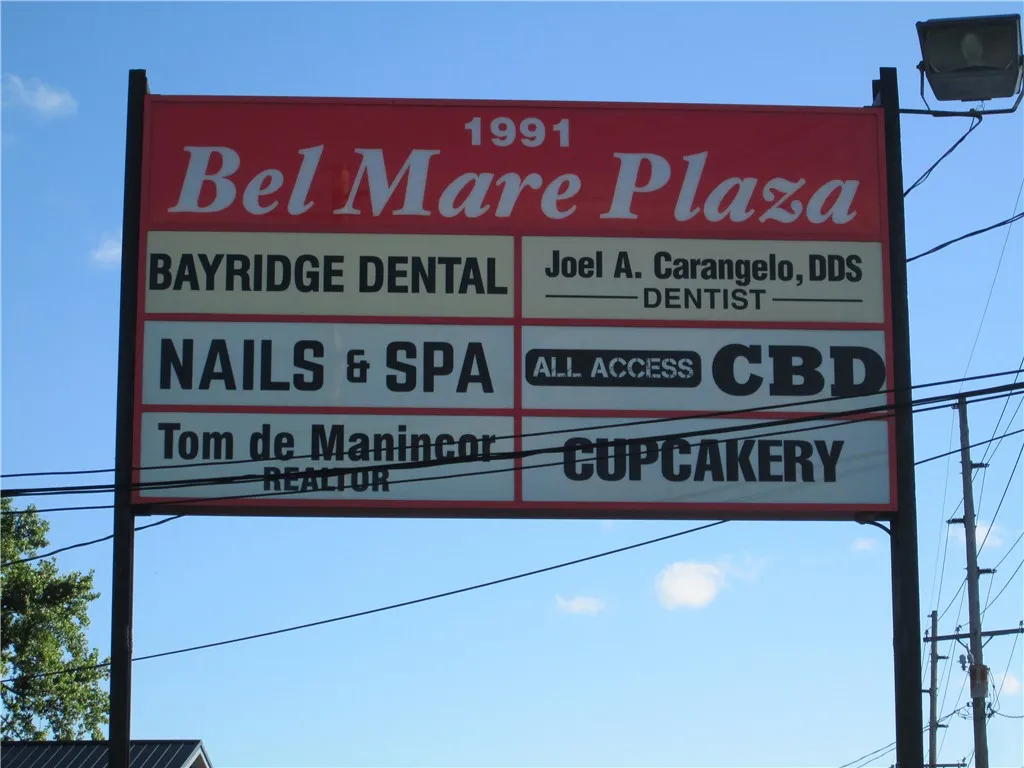 1991
Bel Mare Plaza
BAYRIDGE DENTAL
Joel A. Carangelo, DDS
DENTIST
NAILS & SPA
ALL ACCESS CBD
Tom de Manincor
REALTOR
CUPCAKERY